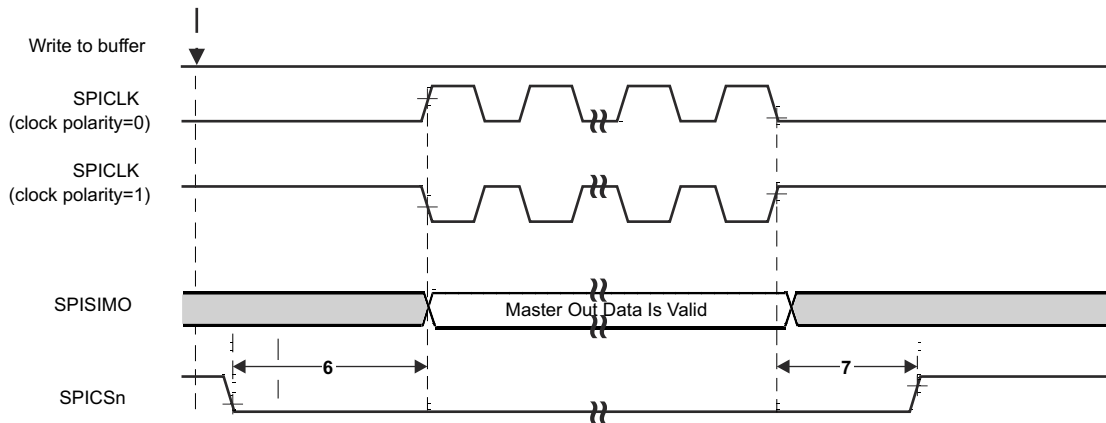 Write to buffer
SPICLK
(clock polarity=0)
SPICLK
(clock polarity=1)
SPISIMO
Master Out Data Is Valid
6
7
SPICSn